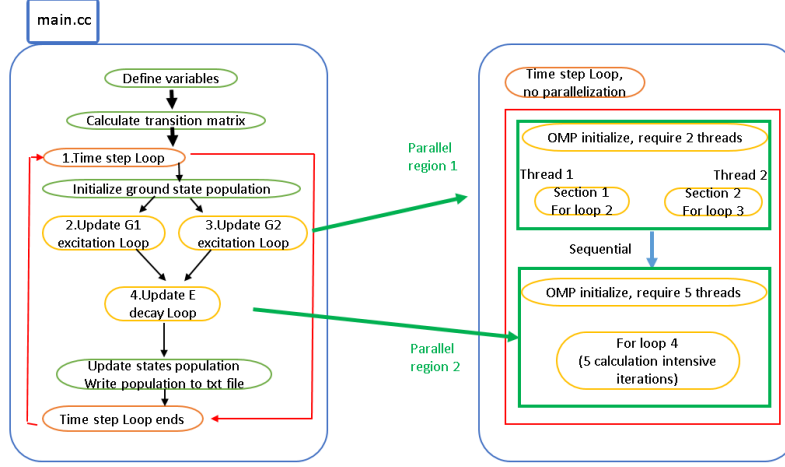 main.cc
Define variables
Calculate transition matrix
1.Time step Loop
Initialize ground state population
2.Update G1
excitation Loop
3.Update G2
excitation Loop
4.Update E
decay Loop
Update states population
Write population to txt file
Time step Loop ends
Parallel
region 1
Parallel
region 2
Time step Loop,
no parallelization
OMP initialize, require 2 threads
Thread 1
Thread 2
Section 1
For loop 2
Section 2
For loop 3
Sequential
OMP initialize, require 5 threads
For loop 4
(5 calculation intensive
iterations)